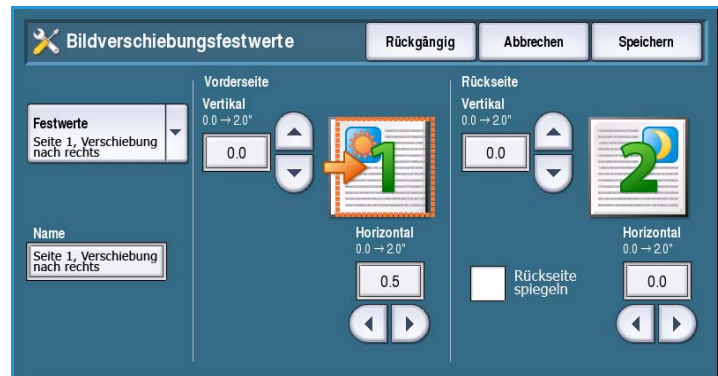 Bildverschiebungsfestwerte
Rückgängig
Abbrechen
Speichern
Festwerte
Seite 1, Verschiebung
nach rechts
Name
Seite 1, Verschiebung
nach rechts
Vorderseite
Vertikal
0.0 → 2.0"
0.0
1
Horizontal
0.0 → 2.0"
0.5
Rückseite
Vertikal
0.0 → 2.0"
0.0
2
Rückseite
spiegeln
Horizontal
0.0 → 2.0"
0.0